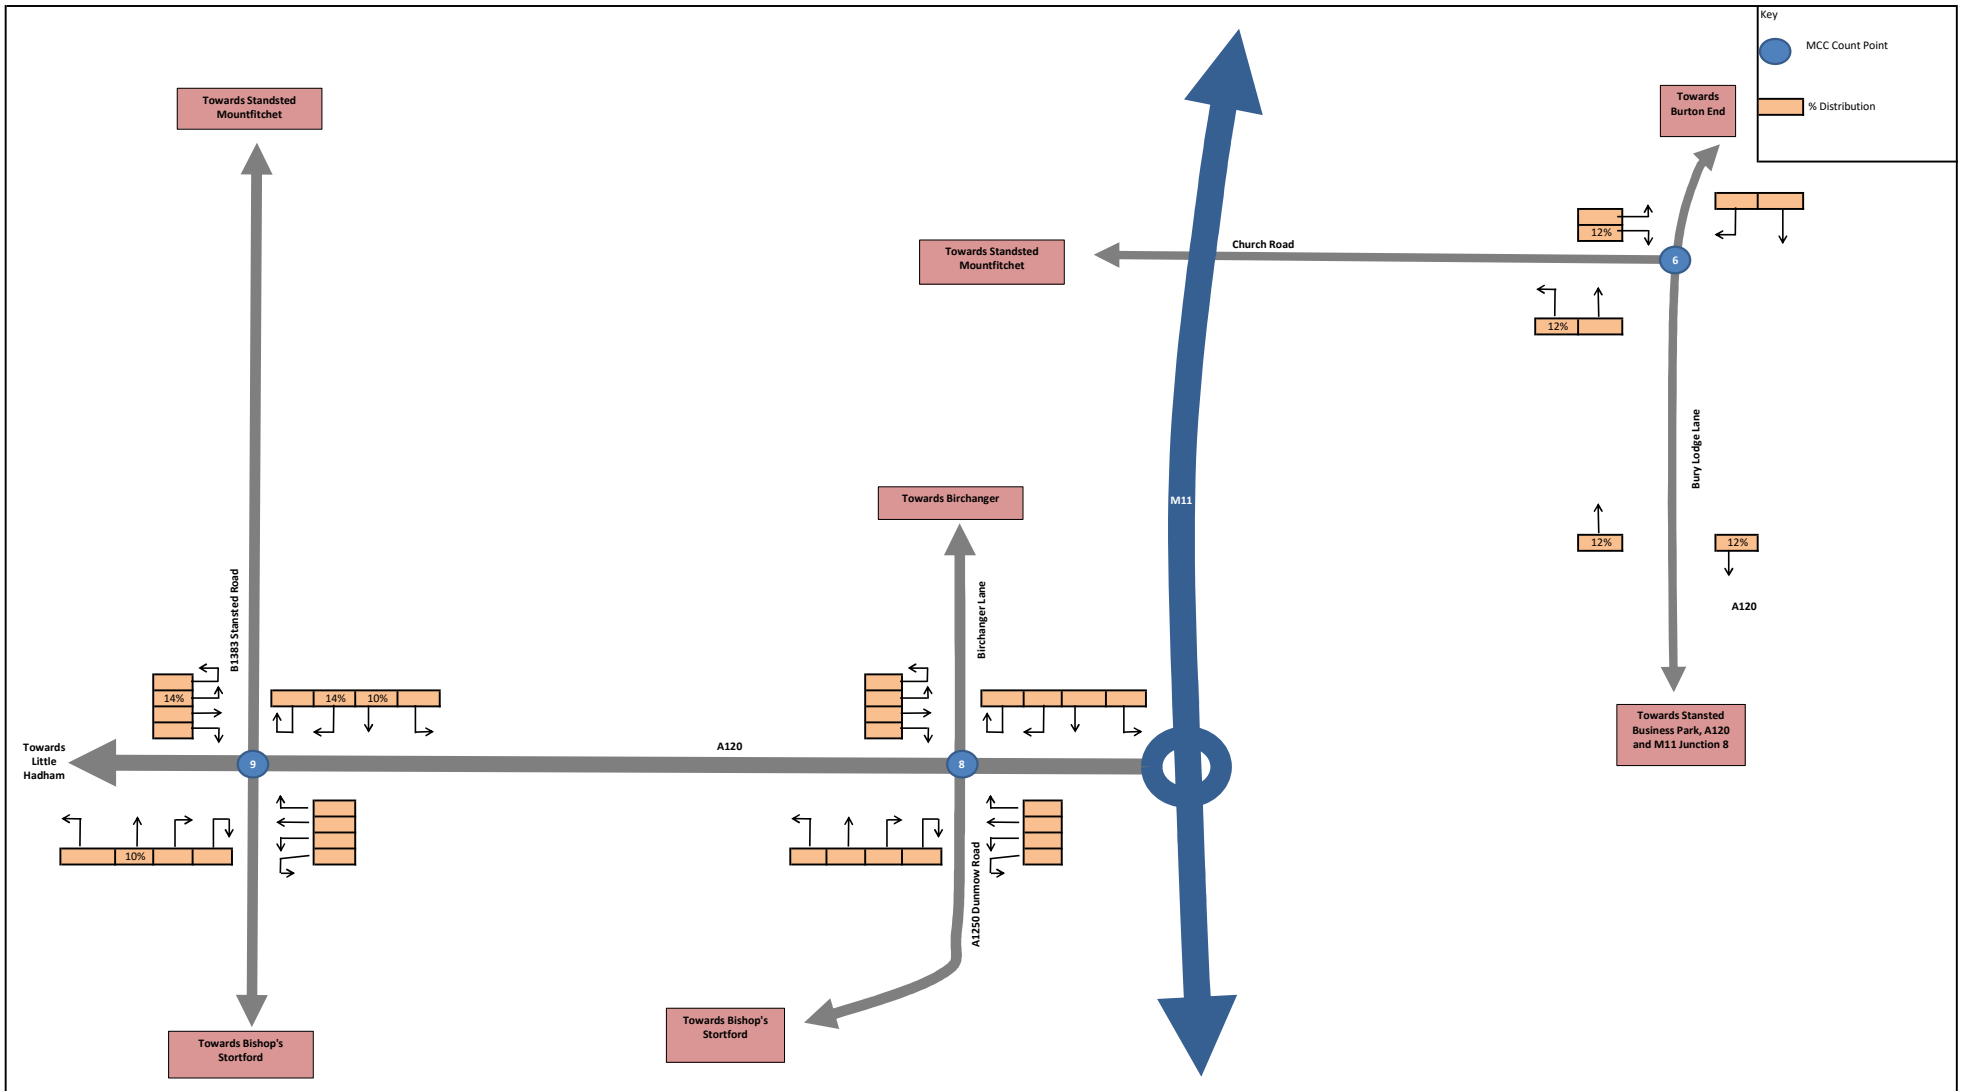 Key
MCC Count Point
% Distribution
Towards Standsted
Mountfitchet
Towards
Burton End
12%
Towards Standsted
Mountfitchet
Church Road
6
12%
Bury Lodge Lane
M11
Towards Birchanger
12%
12%
A120
B1383 Stansted Road
Birchanger Lane
14%
14%
10%
Towards Stansted
Business Park, A120
and M11 Junction 8
Towards
Little
Hadham
A120
9
8
10%
A1250 Dunmow Road
Towards Bishop's
Stortford
Towards Bishop's
Stortford